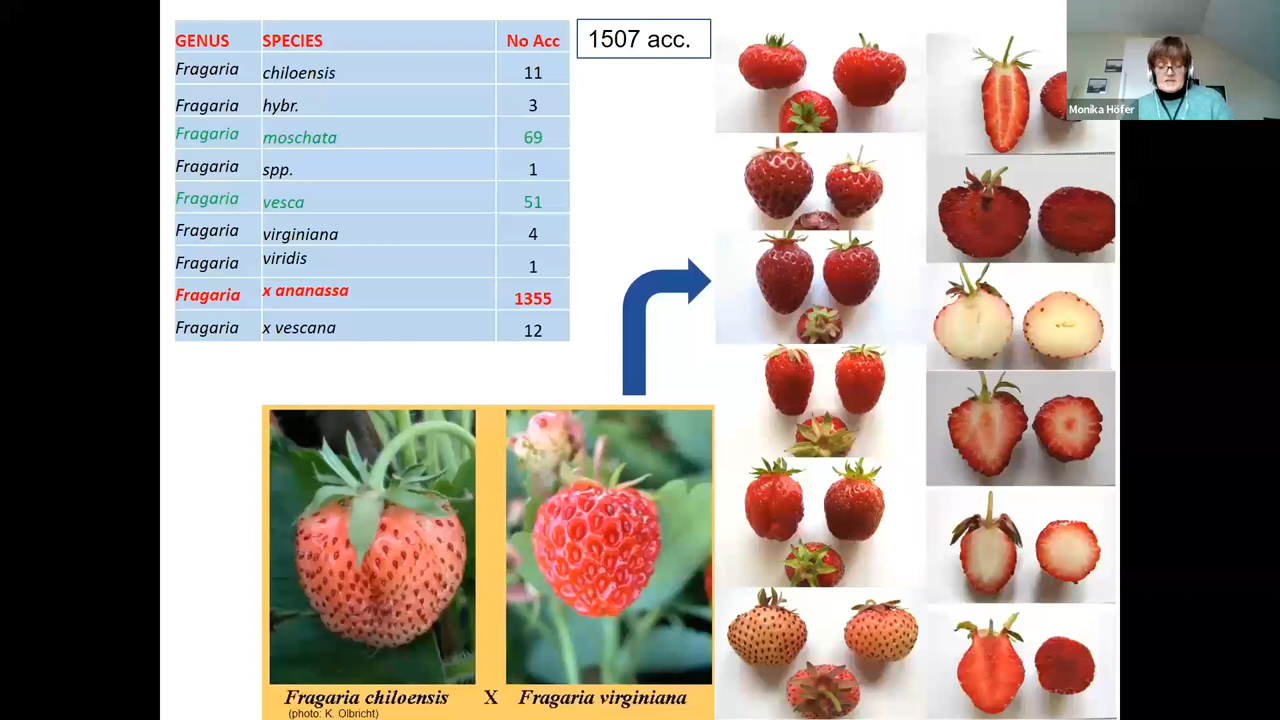 GENUS SPECIES No Acc
Fragaria chiloensis 11
Fragaria hybr. 3
Fragaria moschata 69
Fragaria spp. 1
Fragaria vesca 51
Fragaria virginiana 4
Fragaria viridis 1
Fragaria x ananassa 1355
Fragaria x vescana 12
1507 acc.
Monika Höfer
Fragaria chiloensis X Fragaria virginiana
(photo: K. Olbricht)